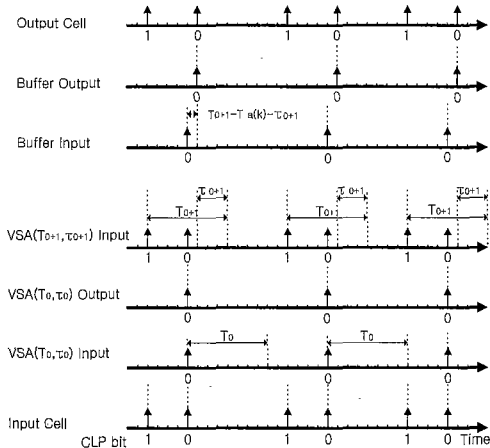 Output Cell
1 0 1 0 1 0
Buffer Output
0 0 0
T0+1-Ta(k)-τ0+1
Buffer Input
0 0 0
τ0+1 τ0+1 τ0+1
T0+1 T0+1 T0+1
VSA(T0+1,τ0+1) Input
1 0 1 0 1 0
VSA(T0,τ0) Output
0 0 0
T0 T0
VSA(T0,τ0) Input
0 0 0
Input Cell
CLP bit 1 0 1 0 1 0 Time